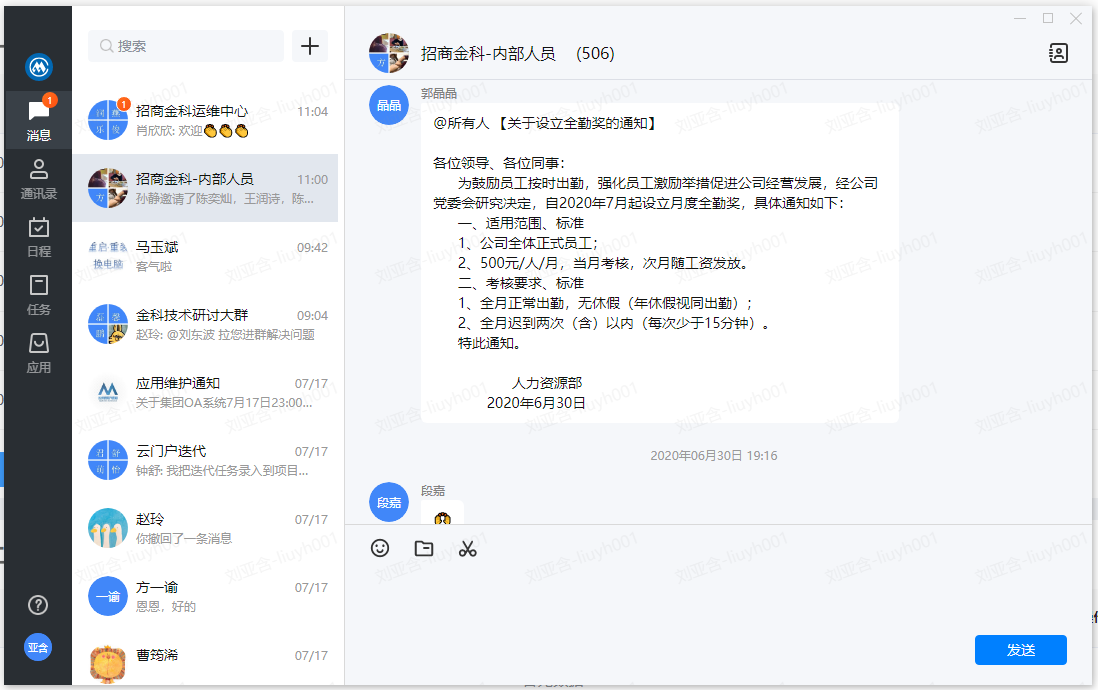 搜索
1
消息
通讯录
日程
任务
应用
亚含
1
招商金科运维中心
11:04
肖欣欣: 欢迎👏👏👏
招商金科-内部人员
11:00
孙静邀请了陈奕灿，王润诗，陈...
马玉斌
09:42
客气啦
金科技术研讨大群
09:04
赵玲: @刘东波 拉您进群解决问题
应用维护通知
07/17
关于集团OA系统7月17日23:00...
云门户迭代
07/17
钟舒: 我把迭代任务录入到项目...
赵玲
07/17
你撤回了一条消息
一谕
方一谕
07/17
恩恩，好的
曹筠浠
07/17
招商金科-内部人员 (506)
晶晶
郭晶晶
@所有人 【关于设立全勤奖的通知】
各位领导、各位同事：
为鼓励员工按时出勤，强化员工激励举措促进公司经营发展，经公司
党委会研究决定，自2020年7月起设立月度全勤奖，具体通知如下：
一、适用范围、标准
1、公司全体正式员工；
2、500元/人/月，当月考核，次月随工资发放。
二、考核要求、标准
1、全月正常出勤，无休假（年休假视同出勤）；
2、全月迟到两次（含）以内（每次少于15分钟）。
特此通知。
人力资源部
2020年6月30日
2020年06月30日 19:16
段嘉
段嘉
发送
刘亚含-liuyh001